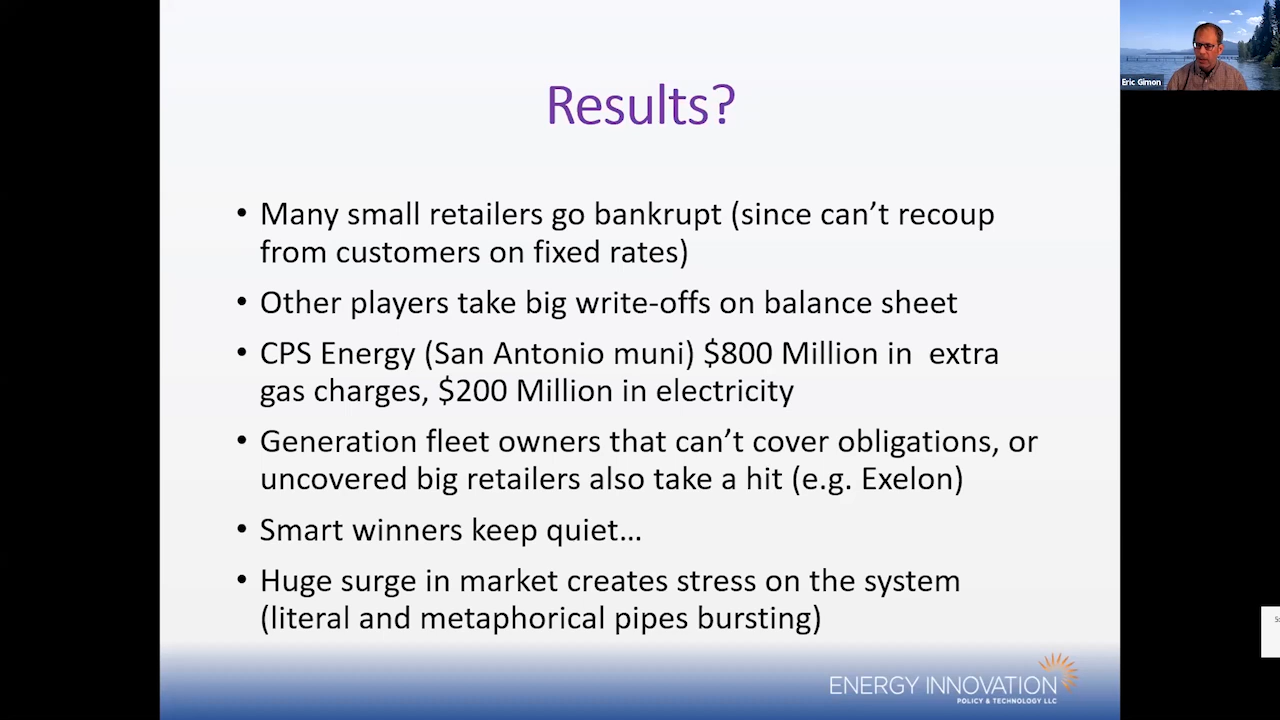 Results?
• Many small retailers go bankrupt (since can’t recoup
from customers on fixed rates)
• Other players take big write-offs on balance sheet
• CPS Energy (San Antonio muni) $800 Million in  extra
gas charges, $200 Million in electricity
• Generation fleet owners that can’t cover obligations, or
uncovered big retailers also take a hit (e.g. Exelon)
• Smart winners keep quiet…
• Huge surge in market creates stress on the system
(literal and metaphorical pipes bursting)
ENERGY INNOVATION
POLICY & TECHNOLOGY LLC
Eric Gimon